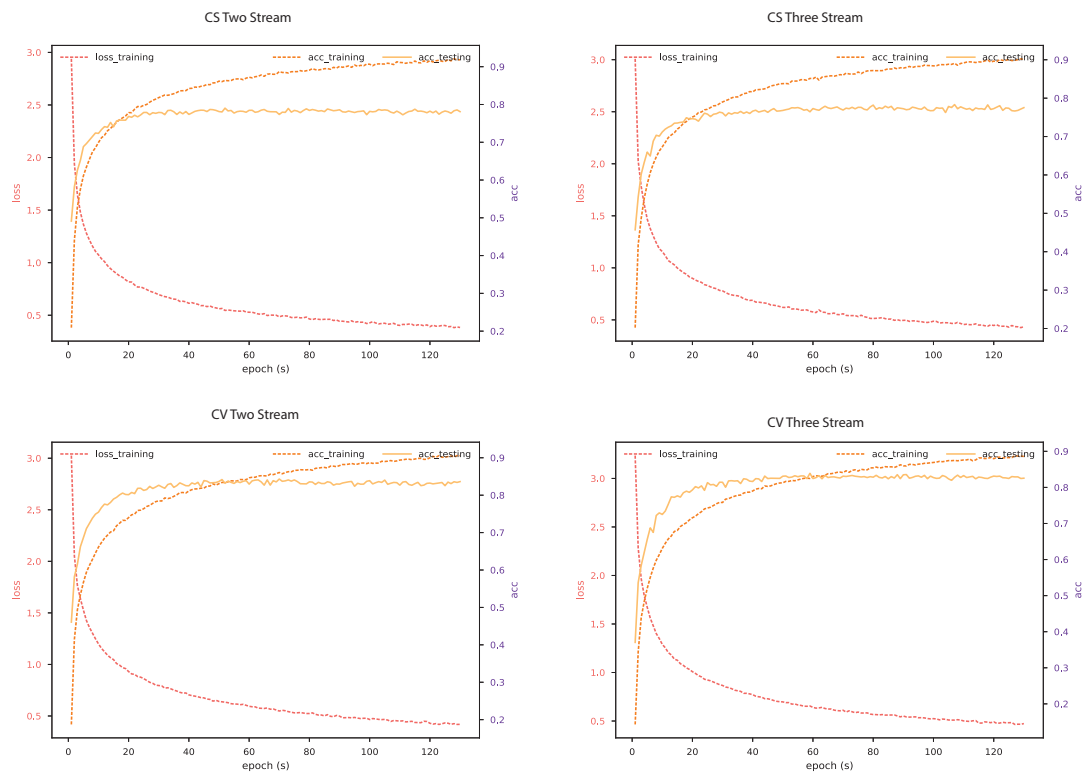 CS Two Stream
3.0
2.5
2.0
1.5
1.0
0.5
loss
loss_training
acc_training
acc_testing
0.9
0.8
0.7
0.6
0.5
0.4
0.3
0.2
acc
0 20 40 60 80 100 120
epoch (s)
CS Three Stream
3.0
2.5
2.0
1.5
1.0
0.5
loss
loss_training
acc_training
acc_testing
0.9
0.8
0.7
0.6
0.5
0.4
0.3
0.2
acc
0 20 40 60 80 100 120
epoch (s)
CV Two Stream
3.0
2.5
2.0
1.5
1.0
0.5
loss
loss_training
acc_training
acc_testing
0.9
0.8
0.7
0.6
0.5
0.4
0.3
0.2
acc
0 20 40 60 80 100 120
epoch (s)
CV Three Stream
3.0
2.5
2.0
1.5
1.0
0.5
loss
loss_training
acc_training
acc_testing
0.9
0.8
0.7
0.6
0.5
0.4
0.3
0.2
acc
0 20 40 60 80 100 120
epoch (s)